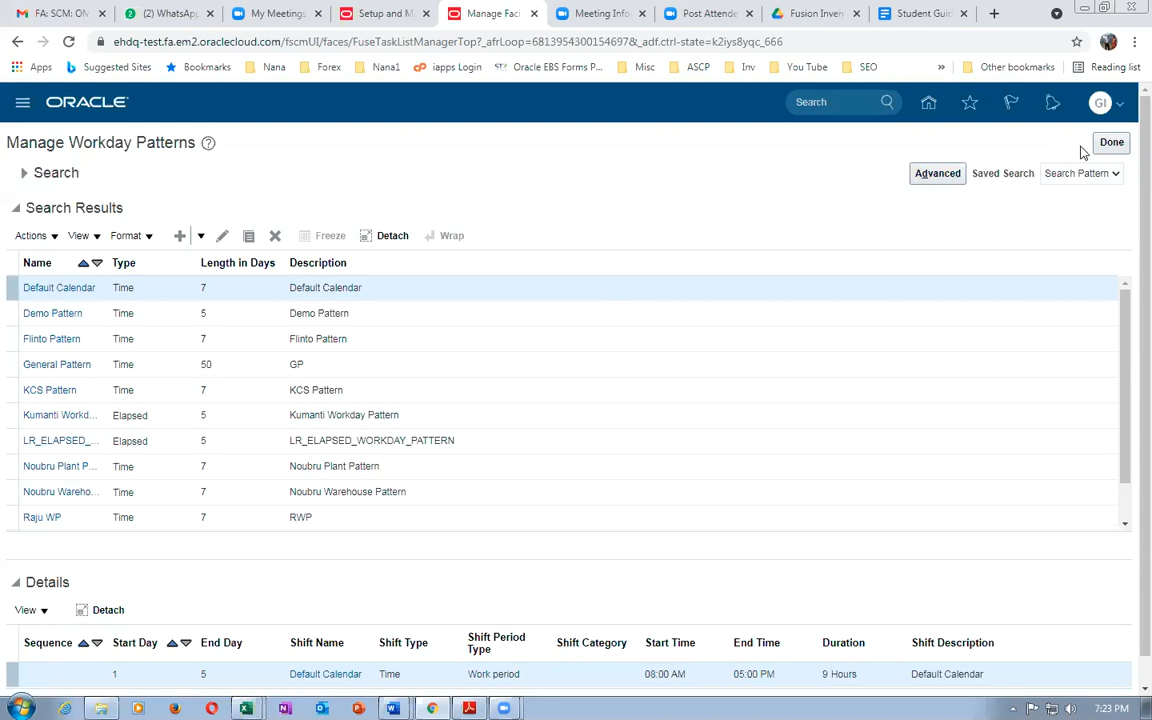 FA: SCM: OM
(2) WhatsApp
My Meetings
Setup and M
Manage Faci
Meeting Info
Post Attende
Fusion Inven
Student Guid
ehdq-test.fa.em2.oraclecloud.com/fscmUI/faces/FuseTaskListManagerTop?_afrLoop=6813954300154697&_adf.ctrl-state=k2iys8yqc_666
Apps Suggested Sites Bookmarks Nana Forex Nana1 iapps Login Oracle EBS Forms P... Misc ASCP Inv You Tube SEO » Other bookmarks Reading list
ORACLE Search GI
Manage Workday Patterns Done
Search Advanced Saved Search Search Pattern
Search Results
Actions View Format Freeze Detach Wrap
Name Type Length in Days Description
Default Calendar Time 7 Default Calendar
Demo Pattern Time 5 Demo Pattern
Flinto Pattern Time 7 Flinto Pattern
General Pattern Time 50 GP
KCS Pattern Time 7 KCS Pattern
Kumanti Workd... Elapsed 5 Kumanti Workday Pattern
LR_ELAPSED_... Elapsed 5 LR_ELAPSED_WORKDAY_PATTERN
Noubru Plant P... Time 7 Noubru Plant Pattern
Noubru Wareho... Time 7 Noubru Warehouse Pattern
Raju WP Time 7 RWP
Details
View Detach
Sequence Start Day End Day Shift Name Shift Type Shift Period Type Shift Category Start Time End Time Duration Shift Description
1 5 Default Calendar Time Work period 08:00 AM 05:00 PM 9 Hours Default Calendar
7:23 PM